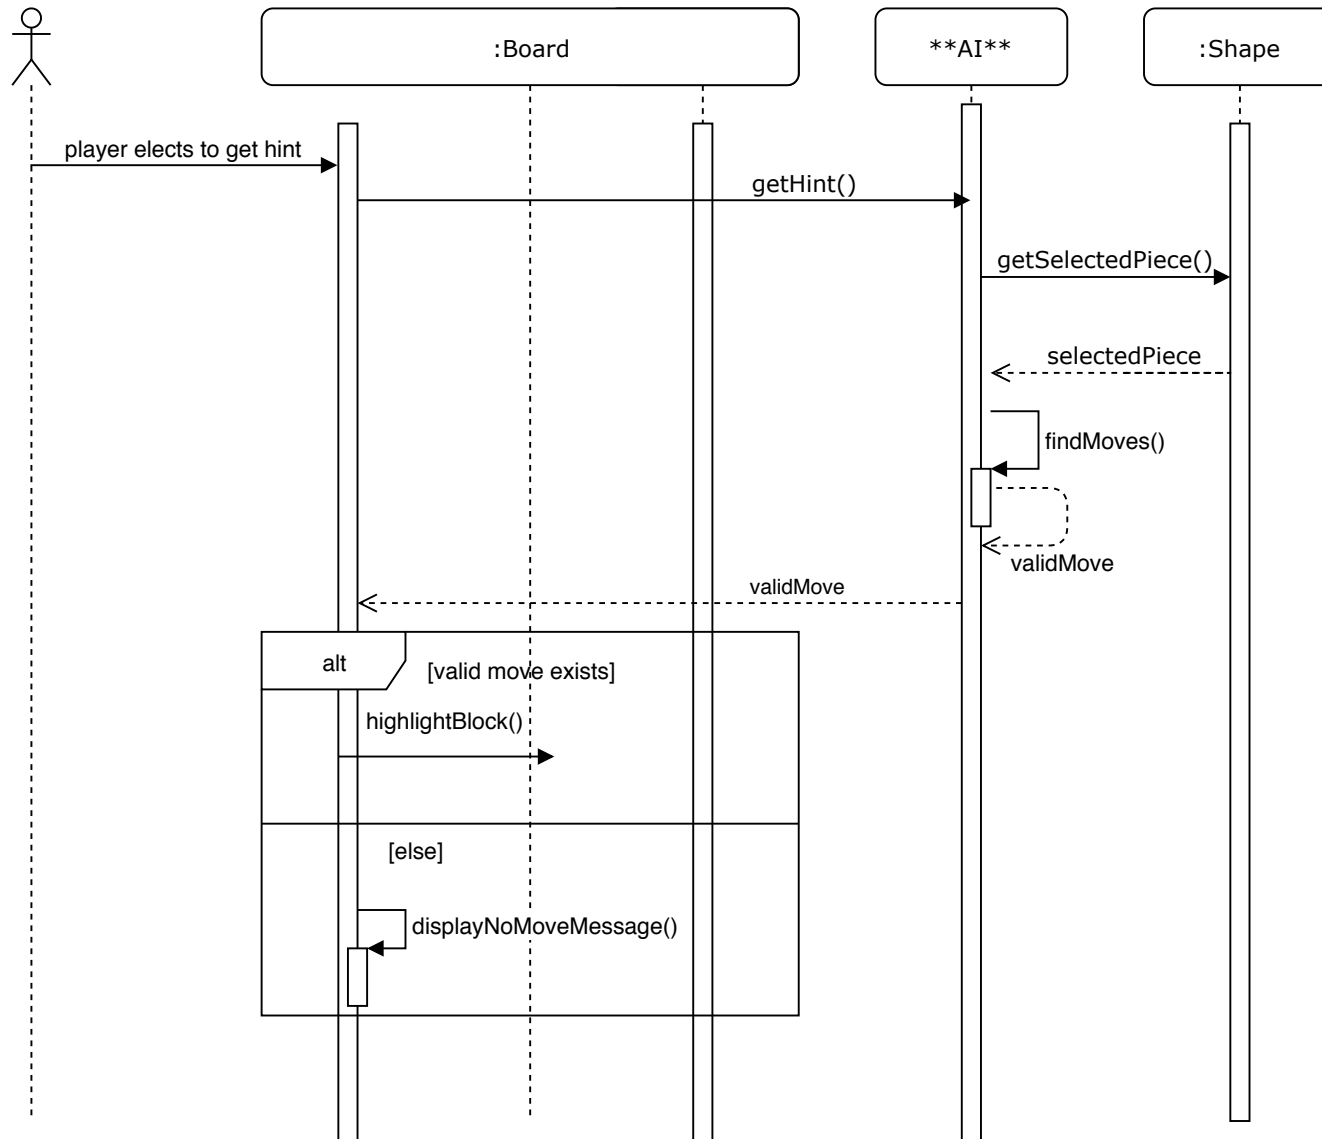 :Board
**AI**
:Shape
player elects to get hint
getHint()
getSelectedPiece()
selectedPiece
findMoves()
validMove
validMove
alt
[valid move exists]
highlightBlock()
[else]
displayNoMoveMessage()